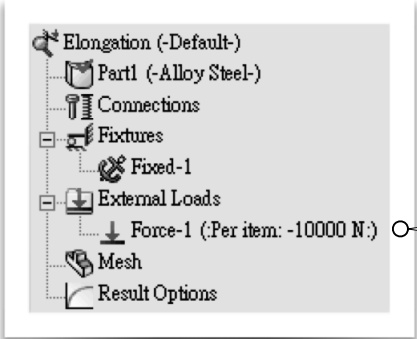 Elongation (-Default-)
Part1 (-Alloy Steel-)
Connections
Fixtures
Fixed-1
External Loads
Force-1 (:Per item: -10000 N:)
Mesh
Result Options